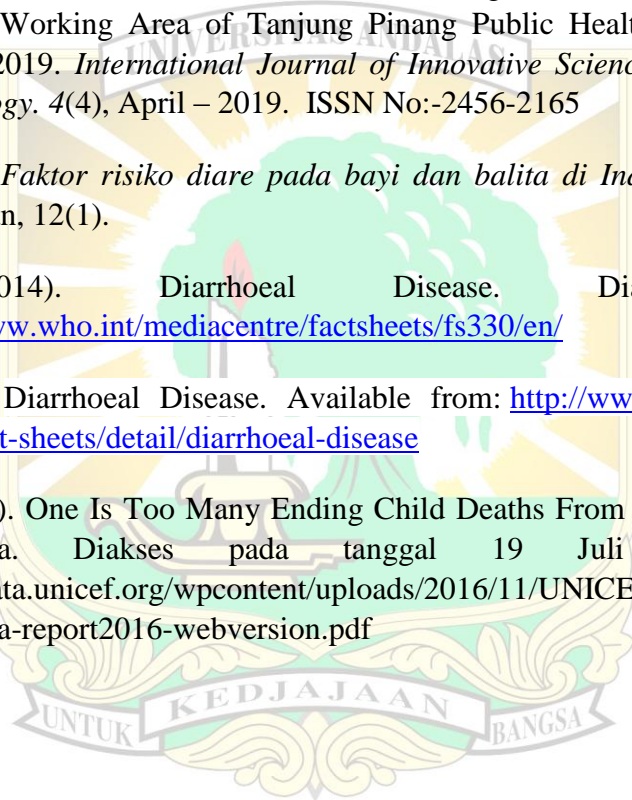 Working Area of Tanjung Pinang Public Healt
2019. International Journal of Innovative Scienc
gy. 4(4), April – 2019. ISSN No:-2456-2165
Faktor risiko diare pada bayi dan balita di In
n, 12(1).
014). Diarrhoeal Disease. Di
w.who.int/mediacentre/factsheets/fs330/en/
Diarrhoeal Disease. Available from: http://ww
t-sheets/detail/diarrhoeal-disease
). One Is Too Many Ending Child Deaths From
a. Diakses pada tanggal 19 Juli
ata.unicef.org/wpcontent/uploads/2016/11/UNICE
a-report2016-webversion.pdf
UNIVERSITAS ANDALAS
UNTUK KEDJAJAAN BANGSA